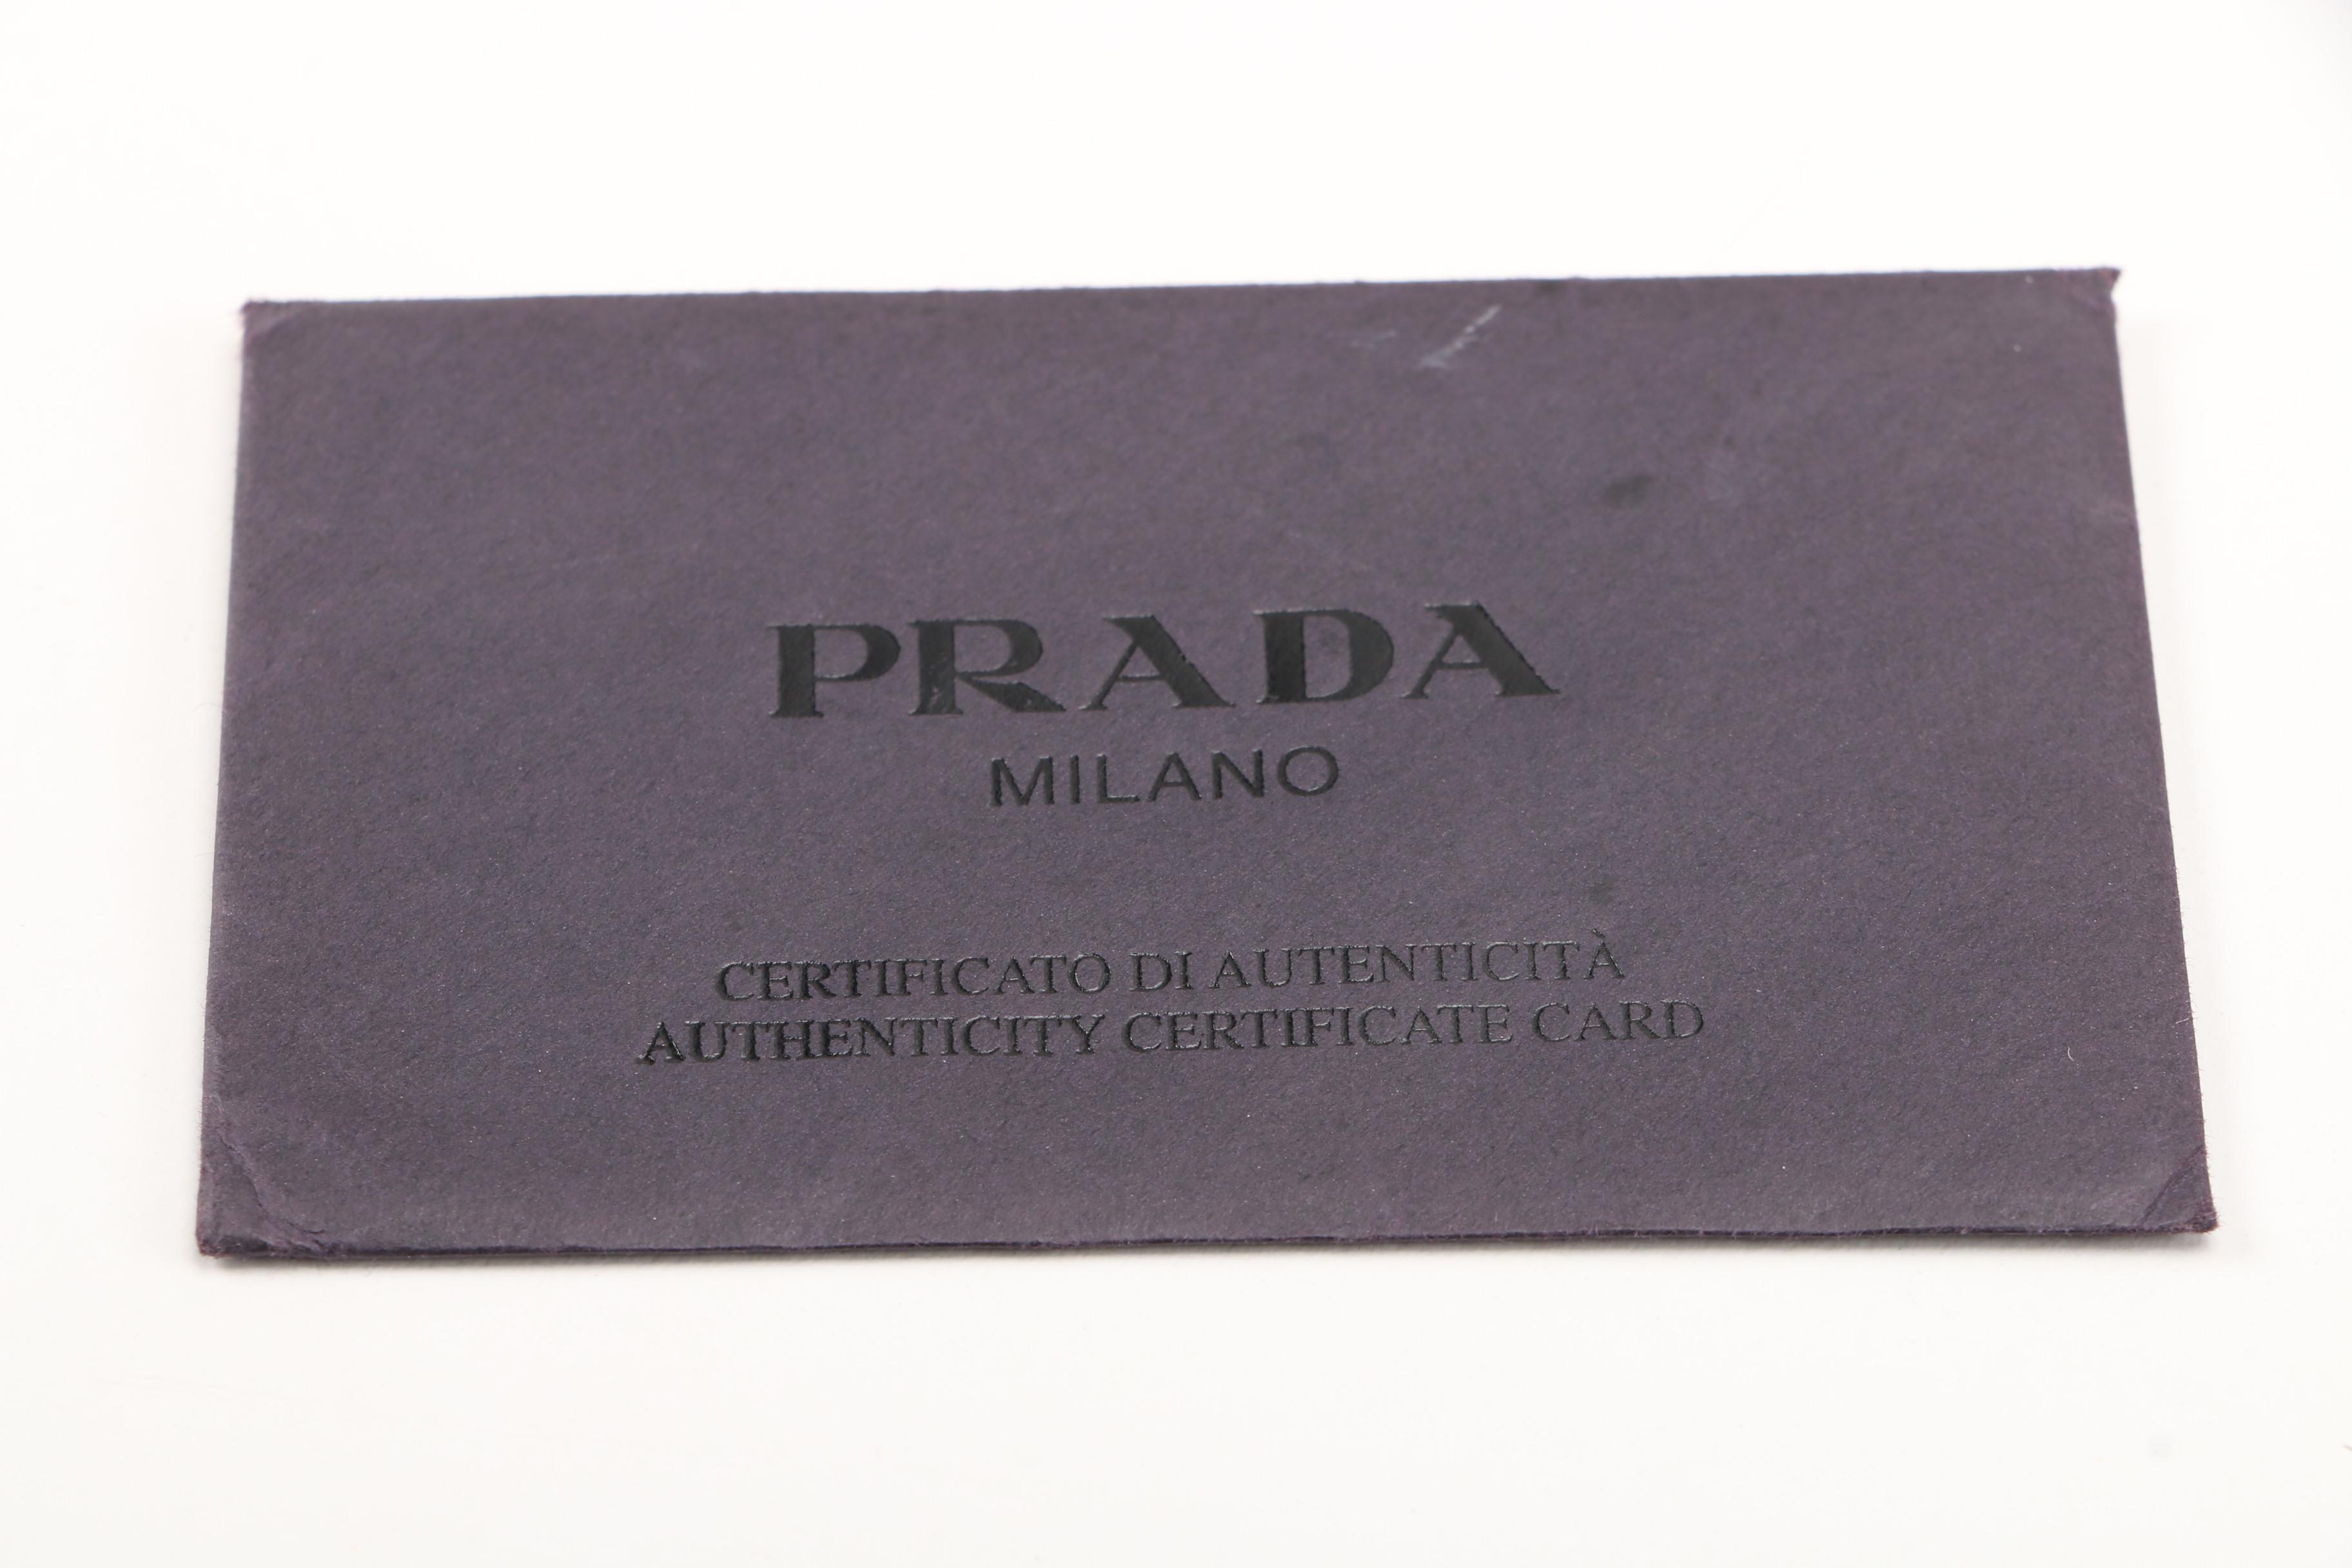 PRADA
MILANO
CERTIFICATO DI AUTENTICITÀ
AUTHENTICITY CERTIFICATE CARD